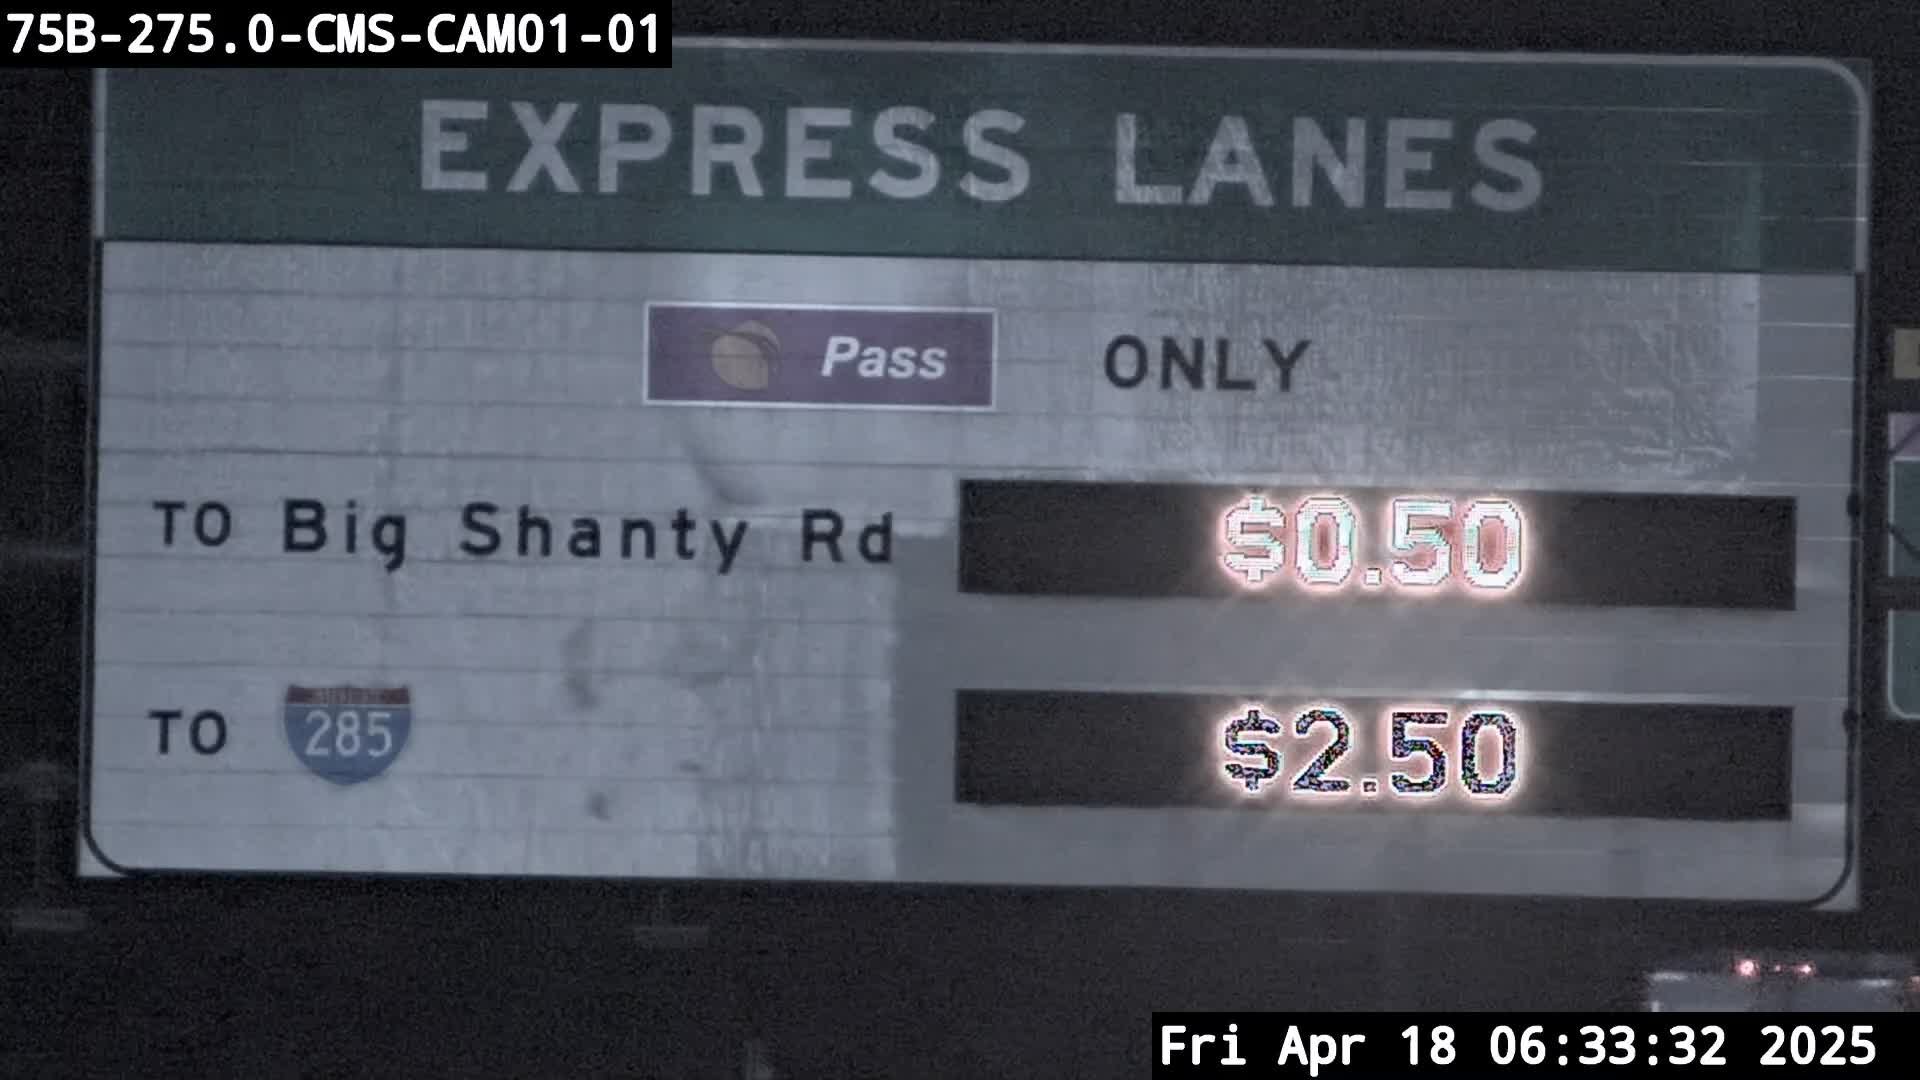 75B-275.0-CMS-CAM01-01
EXPRESS LANES
Pass ONLY
TO Big Shanty Rd $0.50
TO 285 $2.50
Fri Apr 18 06:33:32 2025